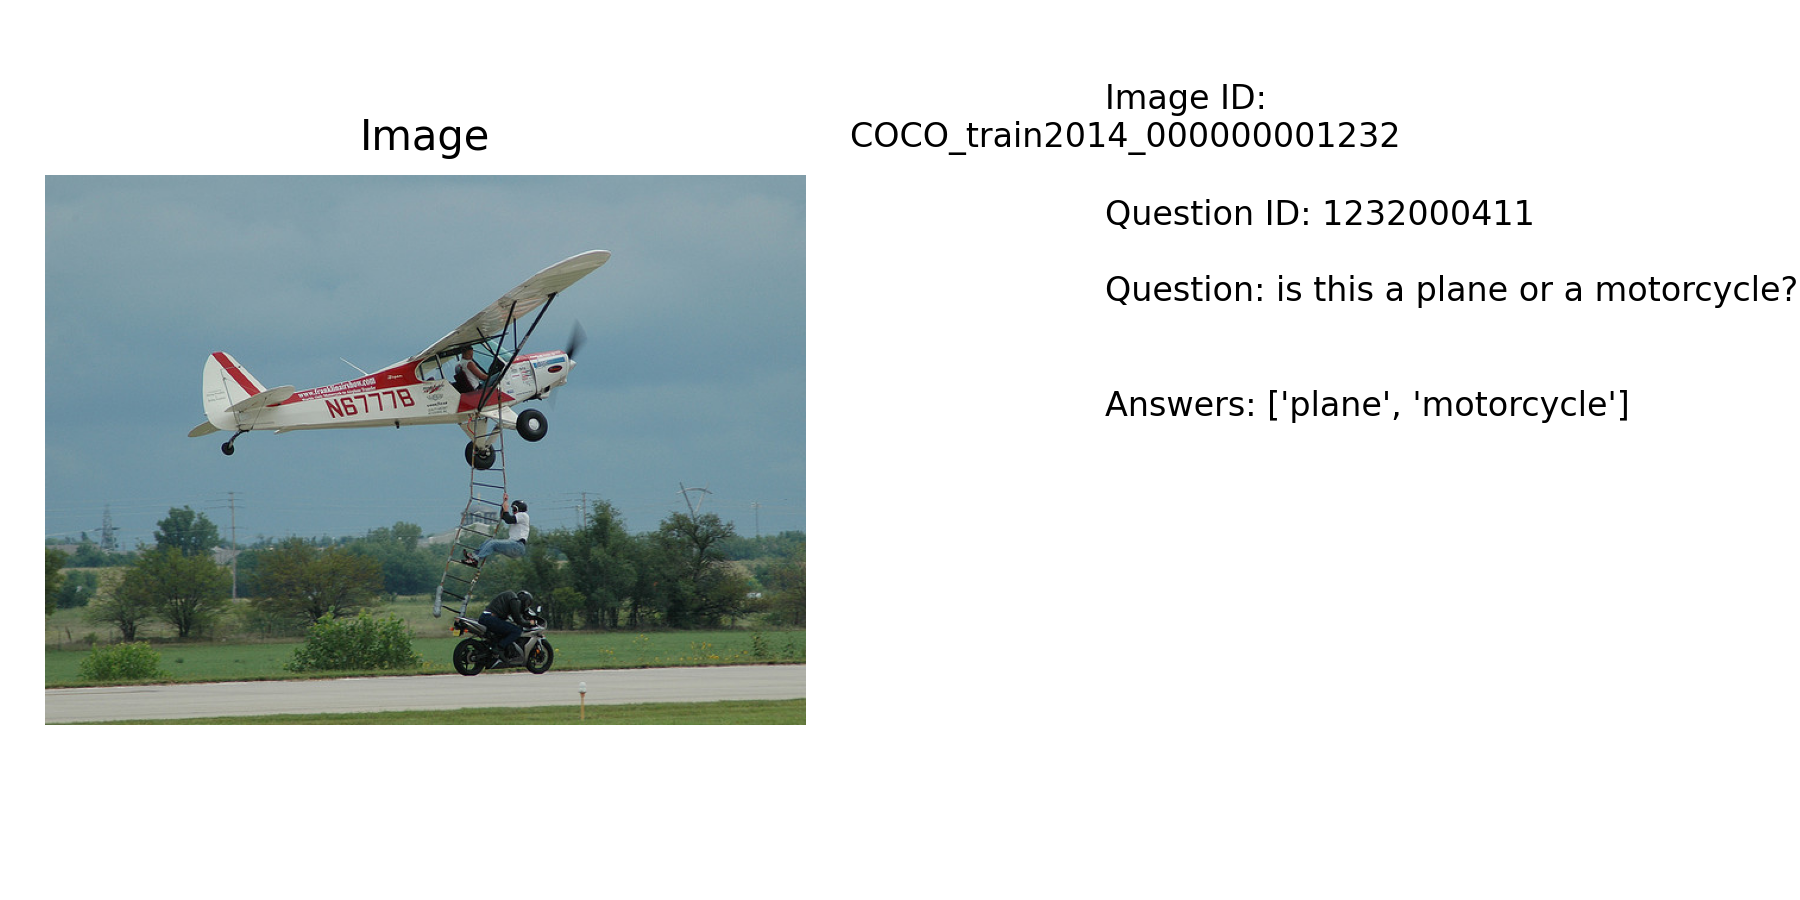 Image
www.franklinairshow.com
N6777B
Image ID:
COCO_train2014_000000001232
Question ID: 1232000411
Question: is this a plane or a motorcycle?
Answers: ['plane', 'motorcycle']